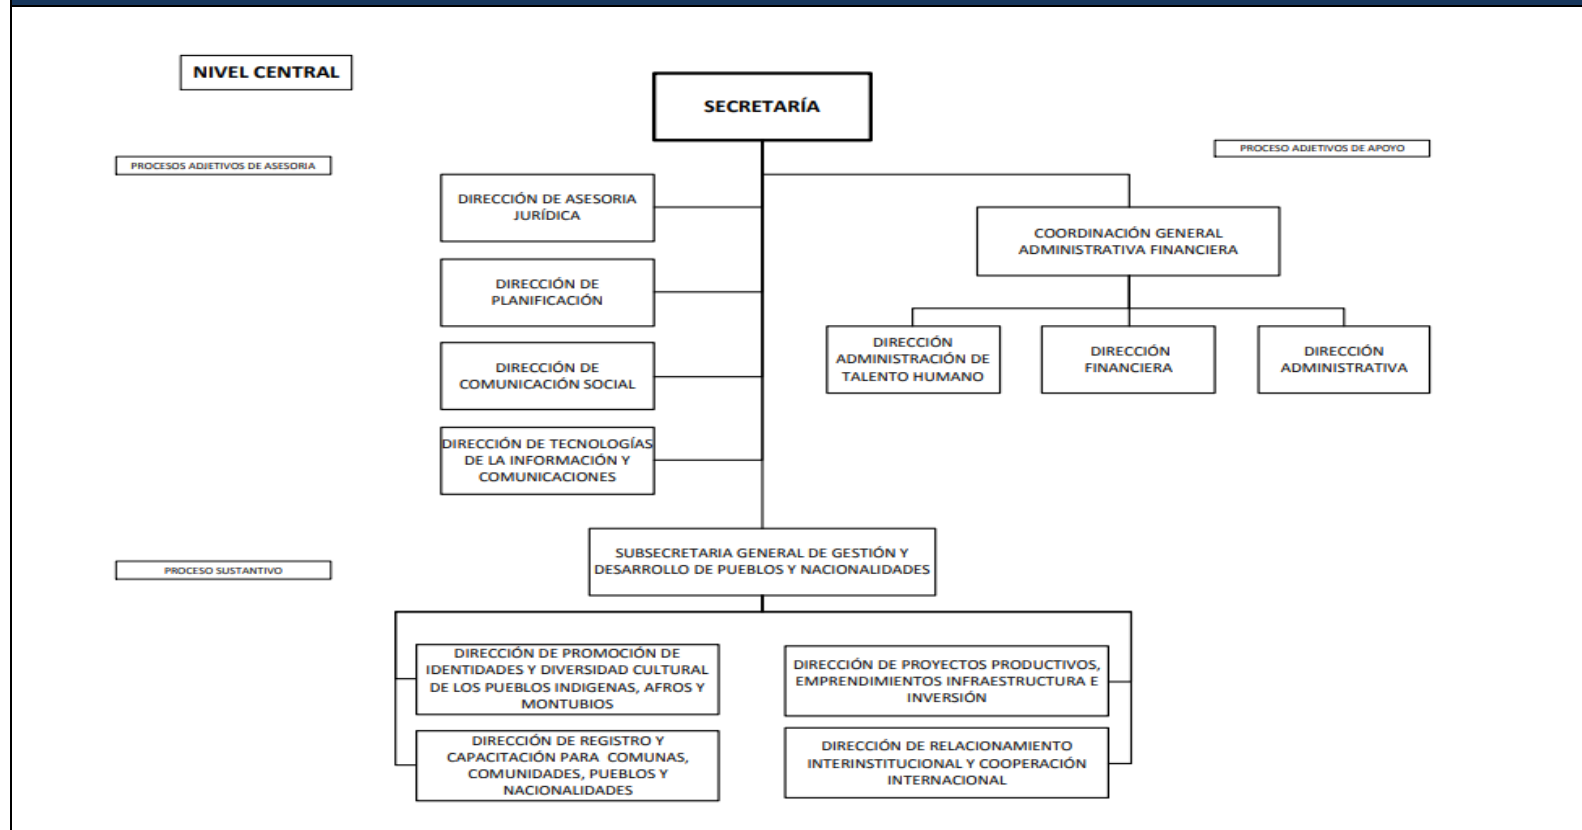 NIVEL CENTRAL
SECRETARÍA
PROCESOS ADJETIVOS DE ASESORIA
PROCESO ADJETIVOS DE APOYO
DIRECCIÓN DE ASESORIA
JURÍDICA
COORDINACIÓN GENERAL
ADMINISTRATIVA FINANCIERA
DIRECCIÓN DE
PLANIFICACIÓN
DIRECCIÓN
ADMINISTRACIÓN DE
TALENTO HUMANO
DIRECCIÓN
FINANCIERA
DIRECCIÓN
ADMINISTRATIVA
DIRECCIÓN DE
COMUNICACIÓN SOCIAL
DIRECCIÓN DE TECNOLOGÍAS
DE LA INFORMACIÓN Y
COMUNICACIONES
SUBSECRETARIA GENERAL DE GESTIÓN Y
DESARROLLO DE PUEBLOS Y NACIONALIDADES
PROCESO SUSTANTIVO
DIRECCIÓN DE PROMOCIÓN DE
IDENTIDADES Y DIVERSIDAD CULTURAL
DE LOS PUEBLOS INDIGENAS, AFROS Y
MONTUBIOS
DIRECCIÓN DE PROYECTOS PRODUCTIVOS,
EMPRENDIMIENTOS INFRAESTRUCTURA E
INVERSIÓN
DIRECCIÓN DE REGISTRO Y
CAPACITACIÓN PARA  COMUNAS,
COMUNIDADES, PUEBLOS Y
NACIONALIDADES
DIRECCIÓN DE RELACIONAMIENTO
INTERINSTITUCIONAL Y COOPERACIÓN
INTERNACIONAL